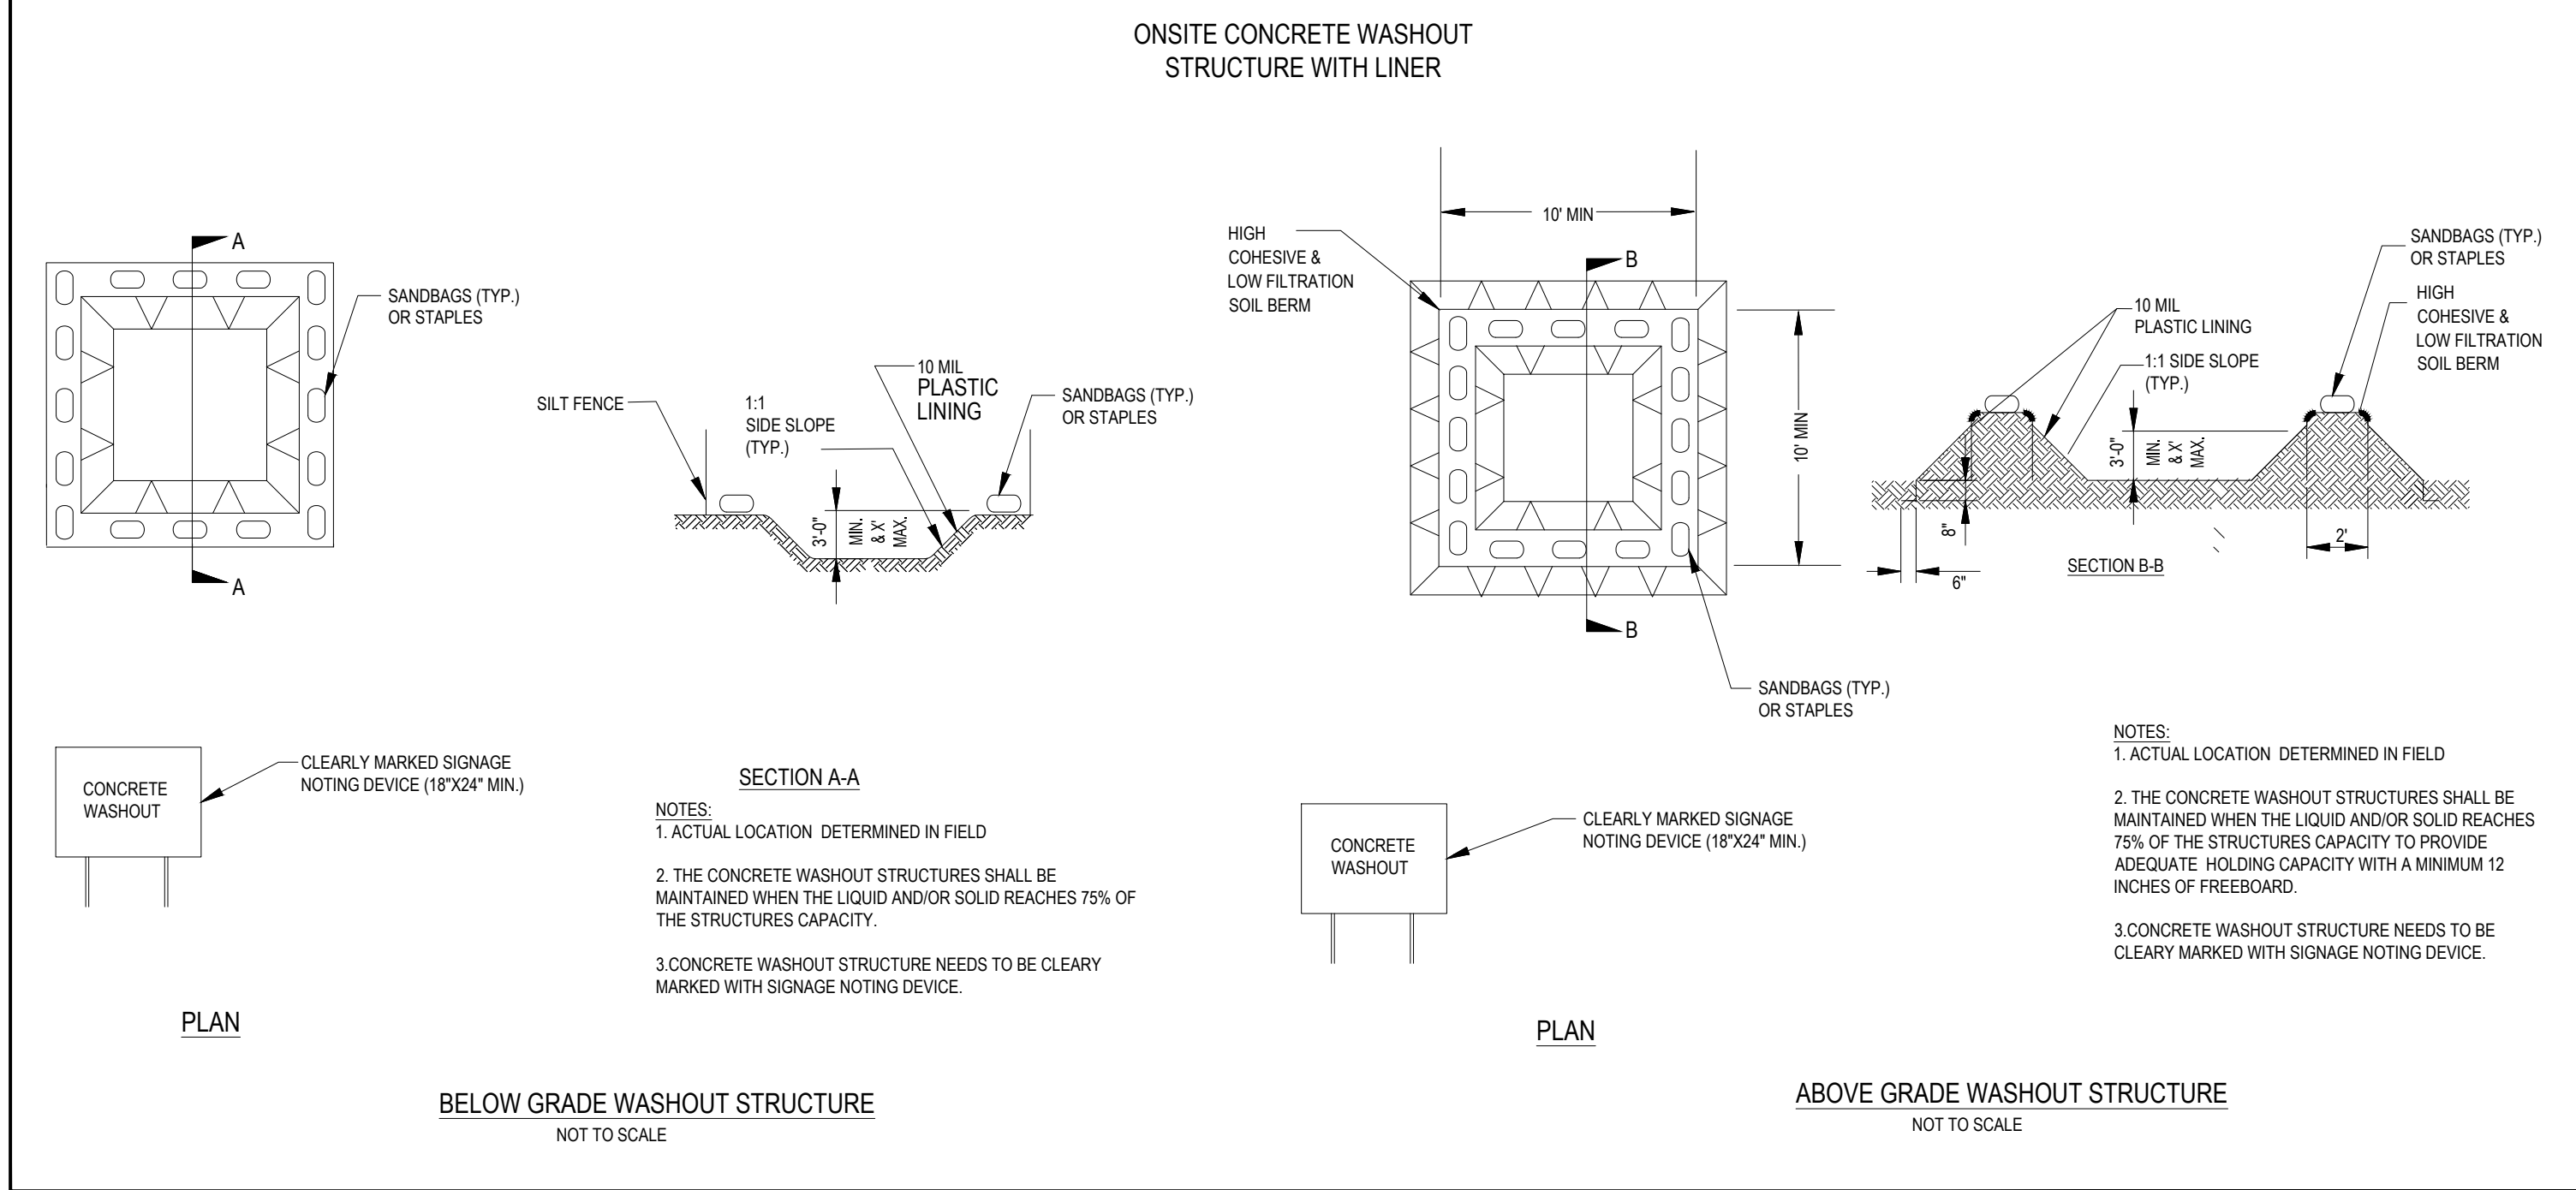 ONSITE CONCRETE WASHOUT
STRUCTURE WITH LINER
A
A
SANDBAGS (TYP.)
OR STAPLES
CONCRETE
WASHOUT
CLEARLY MARKED SIGNAGE
NOTING DEVICE (18"X24" MIN.)
PLAN
SILT FENCE
1:1
SIDE SLOPE
(TYP.)
10 MIL
PLASTIC
LINING
SANDBAGS (TYP.)
OR STAPLES
3'-0"
MIN.
& X'
MAX.
SECTION A-A
NOTES:
1. ACTUAL LOCATION DETERMINED IN FIELD
2. THE CONCRETE WASHOUT STRUCTURES SHALL BE
MAINTAINED WHEN THE LIQUID AND/OR SOLID REACHES 75% OF
THE STRUCTURES CAPACITY.
3.CONCRETE WASHOUT STRUCTURE NEEDS TO BE CLEARY
MARKED WITH SIGNAGE NOTING DEVICE.
BELOW GRADE WASHOUT STRUCTURE
NOT TO SCALE
HIGH
COHESIVE &
LOW FILTRATION
SOIL BERM
10' MIN
B
B
10' MIN
SANDBAGS (TYP.)
OR STAPLES
CONCRETE
WASHOUT
CLEARLY MARKED SIGNAGE
NOTING DEVICE (18"X24" MIN.)
PLAN
10 MIL
PLASTIC LINING
1:1 SIDE SLOPE
(TYP.)
SANDBAGS (TYP.)
OR STAPLES
HIGH
COHESIVE &
LOW FILTRATION
SOIL BERM
3'-0"
MIN.
& X'
MAX.
8"
6"
2'
SECTION B-B
NOTES:
1. ACTUAL LOCATION DETERMINED IN FIELD
2. THE CONCRETE WASHOUT STRUCTURES SHALL BE
MAINTAINED WHEN THE LIQUID AND/OR SOLID REACHES
75% OF THE STRUCTURES CAPACITY TO PROVIDE
ADEQUATE HOLDING CAPACITY WITH A MINIMUM 12
INCHES OF FREEBOARD.
3.CONCRETE WASHOUT STRUCTURE NEEDS TO BE
CLEARY MARKED WITH SIGNAGE NOTING DEVICE.
ABOVE GRADE WASHOUT STRUCTURE
NOT TO SCALE